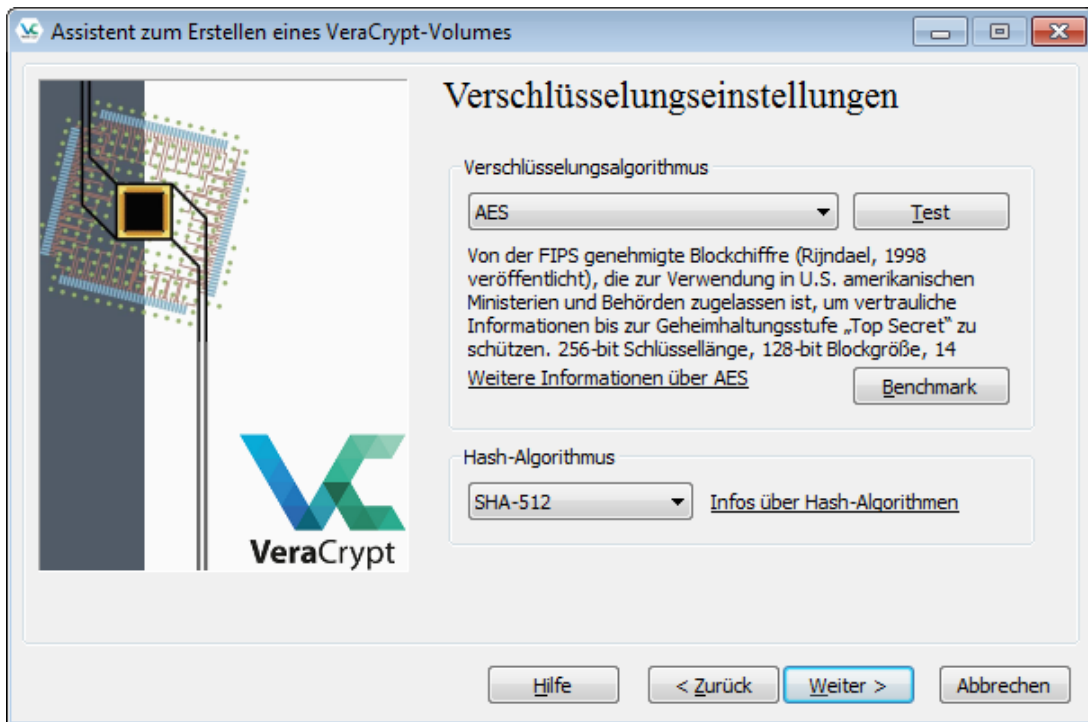 Assistent zum Erstellen eines VeraCrypt-Volumes
Verschlüsselungseinstellungen
Verschlüsselungsalgorithmus
AES
Test
Von der FIPS genehmigte Blockchiffre (Rijndael, 1998
veröffentlicht), die zur Verwendung in U.S. amerikanischen
Ministerien und Behörden zugelassen ist, um vertrauliche
Informationen bis zur Geheimhaltungsstufe „Top Secret“ zu
schützen. 256-bit Schlüssellänge, 128-bit Blockgröße, 14
Weitere Informationen über AES
Benchmark
Hash-Algorithmus
SHA-512
Infos über Hash-Algorithmen
VeraCrypt
Hilfe
< Zurück
Weiter >
Abbrechen